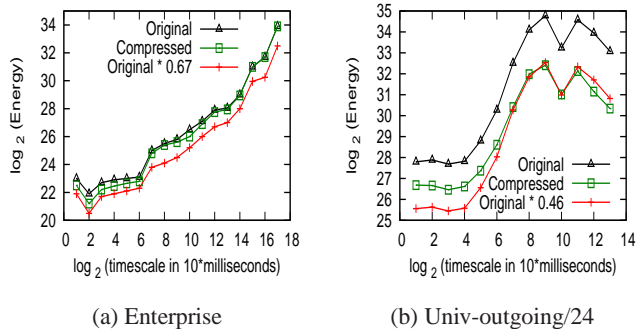 34
32
30
28
26
24
22
20
log 2 (Energy)
Original
Compressed
Original * 0.67
0 2 4 6 8 10 12 14 16 18
log 2 (timescale in 10*milliseconds)
(a) Enterprise
35
34
33
32
31
30
29
28
27
26
25
log 2 (Energy)
Original
Compressed
Original * 0.46
0 2 4 6 8 10 12 14
log 2 (timescale in 10*milliseconds)
(b) Univ-outgoing/24